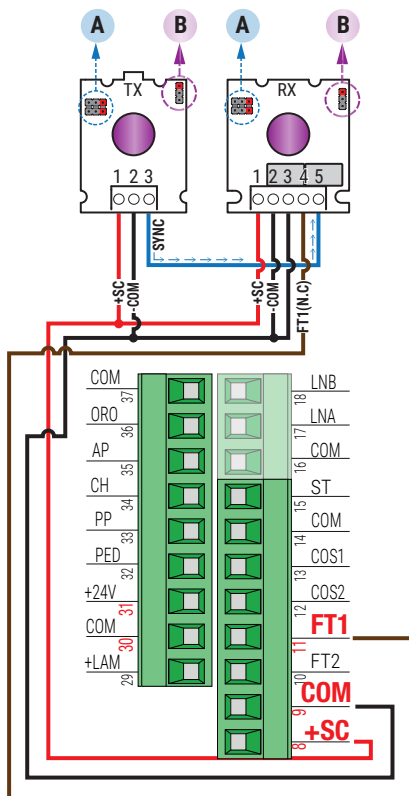 A B A B
TX RX
1 2 3 1 2 3 4 5
SYNC
+SC -COM +SC -COM FT1(N.C)
COM 37 18 LNB
ORO 36 17 LNA
AP 35 16 COM
CH 34 15 ST
PP 33 14 COM
PED 32 13 COS1
+24V 31 12 COS2
COM 30 11 FT1
+LAM 29 10 FT2
9 COM
8 +SC